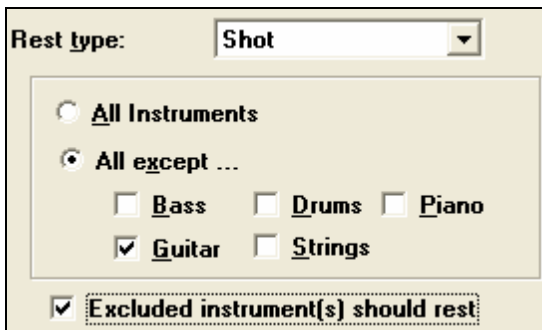 Rest type: Shot
All Instruments
All except ...
Bass Drums Piano
Guitar Strings
Excluded instrument(s) should rest